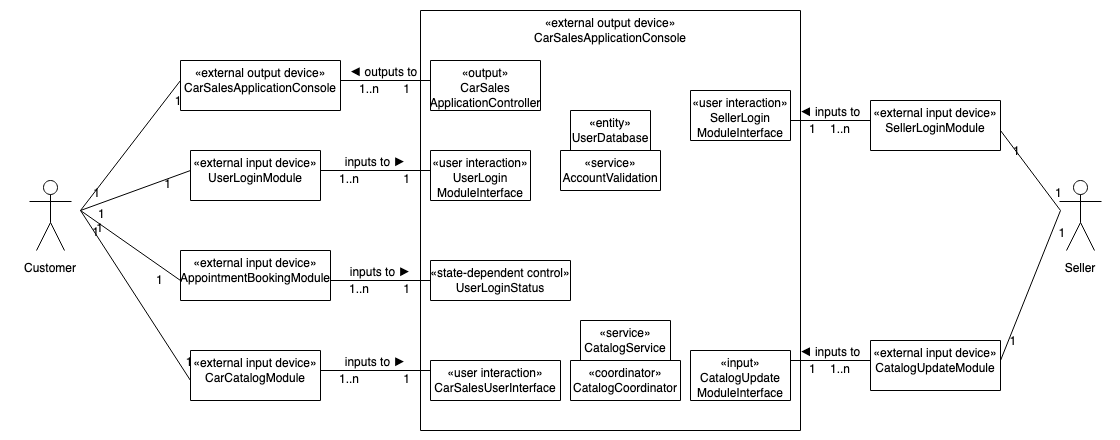 «external output device»
CarSalesApplicationConsole
«external output device»
CarSalesApplicationConsole
1
◄ outputs to
1..n
1
«output»
CarSales
ApplicationController
«user interaction»
SellerLogin
ModuleInterface
◄ inputs to
1
1..n
«external input device»
SellerLoginModule
1
«entity»
UserDatabase
«service»
AccountValidation
«external input device»
UserLoginModule
1
inputs to ►
1..n
1
«user interaction»
UserLogin
ModuleInterface
1
1
1
1
Customer
1
1
Seller
«external input device»
AppointmentBookingModule
1
inputs to ►
1..n
1
«state-dependent control»
UserLoginStatus
«service»
CatalogService
«coordinator»
CatalogCoordinator
«external input device»
CarCatalogModule
1
inputs to ►
1..n
1
«user interaction»
CarSalesUserInterface
«input»
CatalogUpdate
ModuleInterface
◄ inputs to
1
1..n
«external input device»
CatalogUpdateModule
1